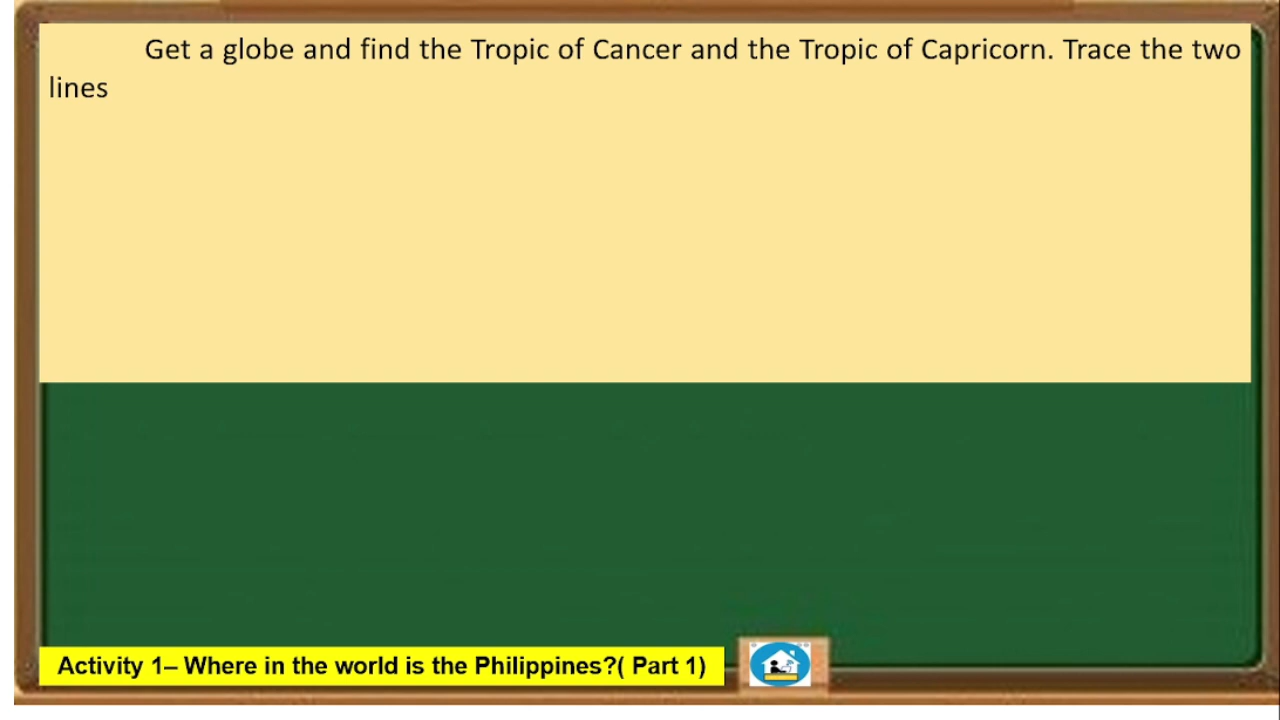 Get a globe and find the Tropic of Cancer and the Tropic of Capricorn. Trace the two
lines
Activity 1– Where in the world is the Philippines?( Part 1)